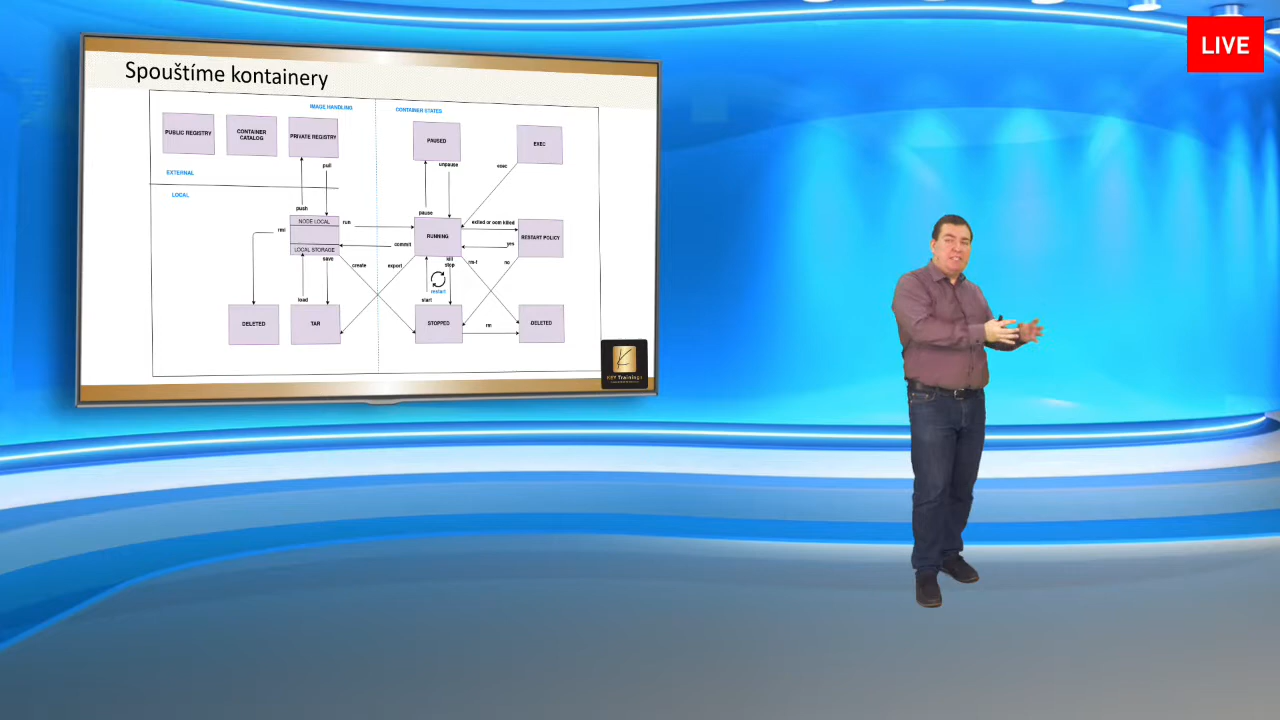 LIVE
Spouštíme kontainery
IMAGE HANDLING
CONTAINER STATES
PUBLIC REGISTRY
CONTAINER
CATALOG
PRIVATE REGISTRY
PAUSED
EXEC
pull
unpause
exec
EXTERNAL
LOCAL
push
pause
NODE LOCAL
run
exited or oom killed
rmi
RUNNING
RESTART POLICY
commit
yes
LOCAL STORAGE
save
create
export
kill
stop
rm-f
no
restart
load
start
DELETED
TAR
STOPPED
rm
DELETED
KEY Trainings